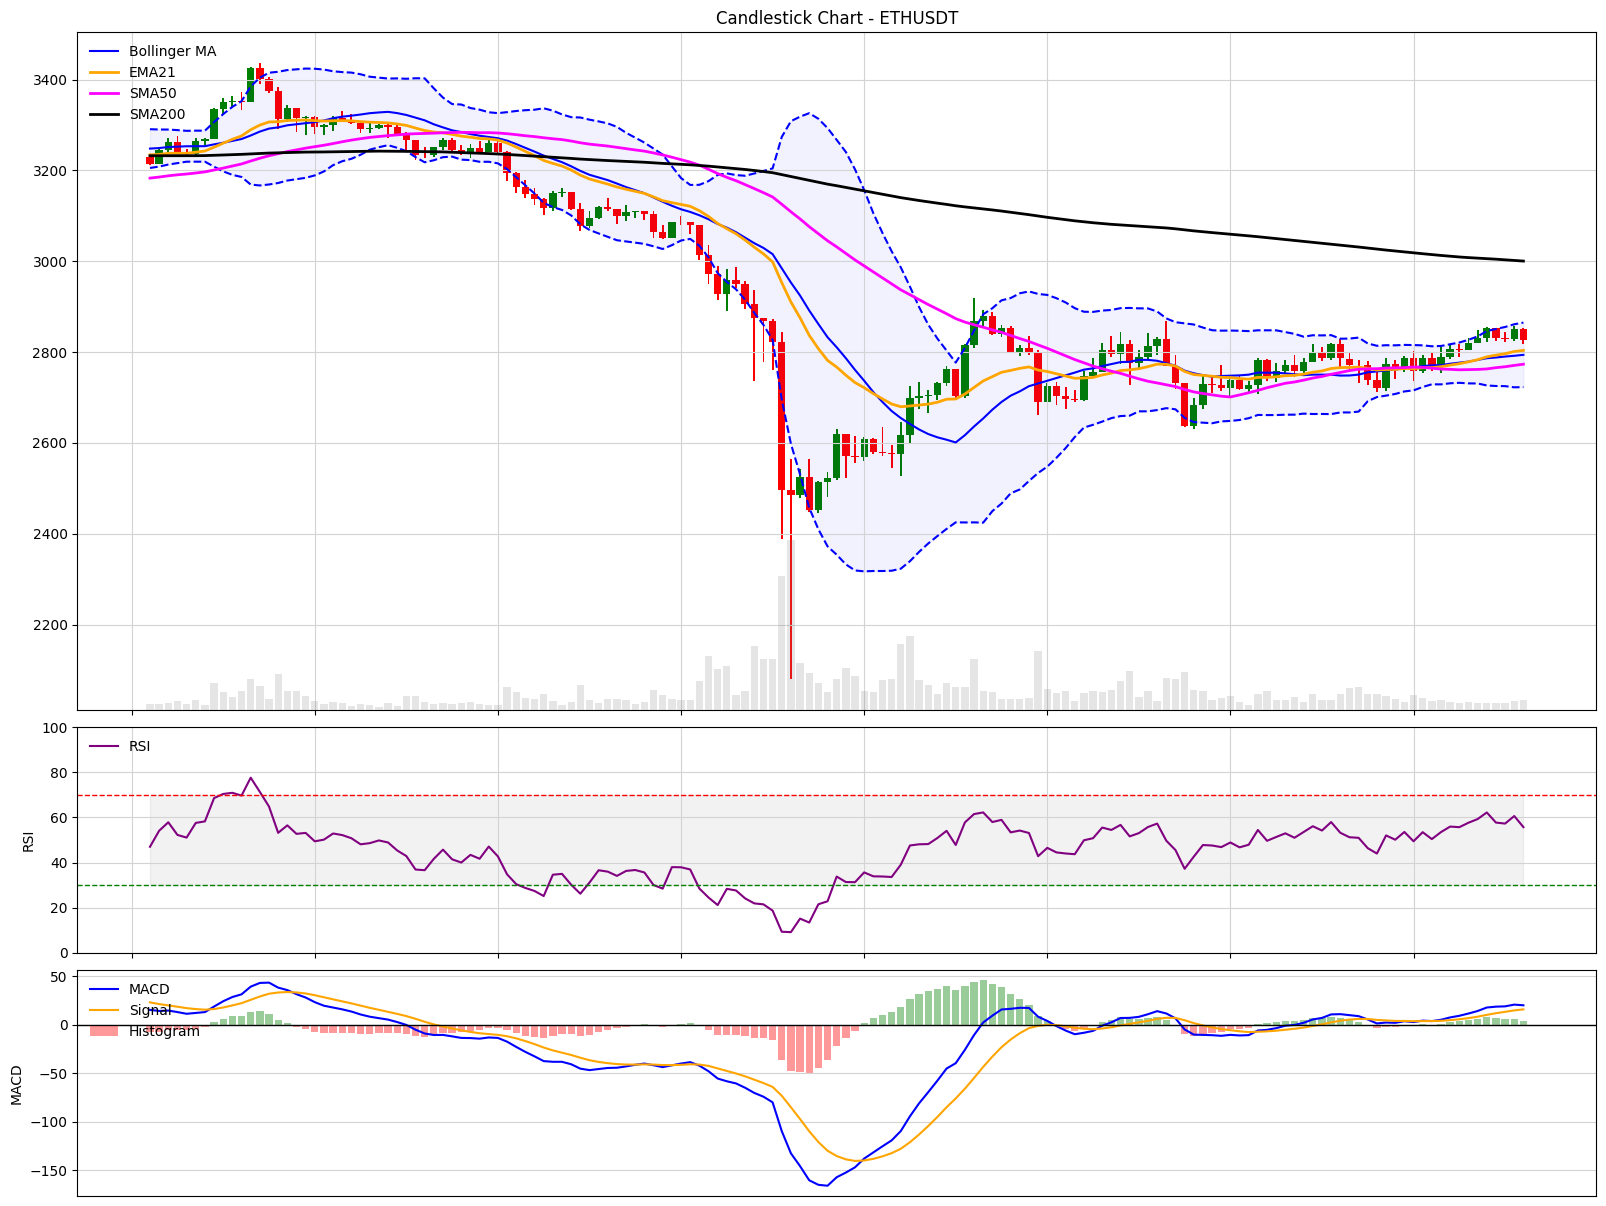 Candlestick Chart - ETHUSDT
Bollinger MA
EMA21
SMA50
SMA200
3400
3200
3000
2800
2600
2400
2200
RSI
100
80
60
40
20
0
RSI
MACD
Signal
Histogram
50
0
−50
−100
−150
MACD